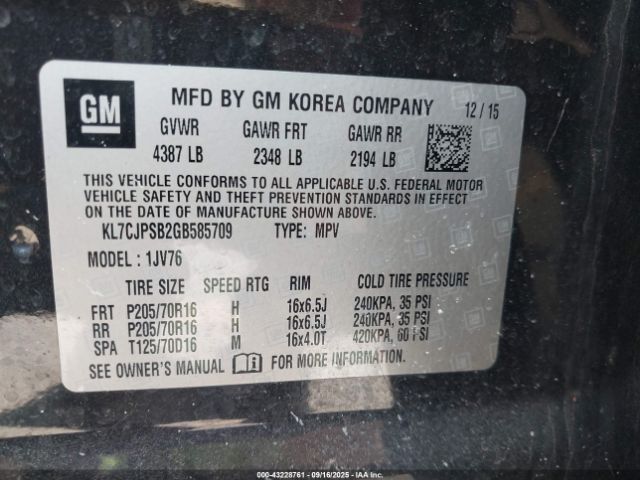 GM
MFD BY GM KOREA COMPANY 12 / 15
GVWR GAWR FRT GAWR RR
4387 LB 2348 LB 2194 LB
THIS VEHICLE CONFORMS TO ALL APPLICABLE U.S. FEDERAL MOTOR
VEHICLE SAFETY AND THEFT PREVENTION STANDARDS IN EFFECT ON
THE DATE OF MANUFACTURE SHOWN ABOVE.
KL7CJPSB2GB585709 TYPE: MPV
MODEL : 1JV76
TIRE SIZE SPEED RTG RIM COLD TIRE PRESSURE
FRT P205/70R16 H 16x6.5J 240KPA, 35 PSI
RR P205/70R16 H 16x6.5J 240KPA, 35 PSI
SPA T125/70D16 M 16x4.0T 420KPA, 60 PSI
SEE OWNER'S MANUAL i FOR MORE INFORMATION.
000-43228761 - 09/16/2025 - IAAI.COM